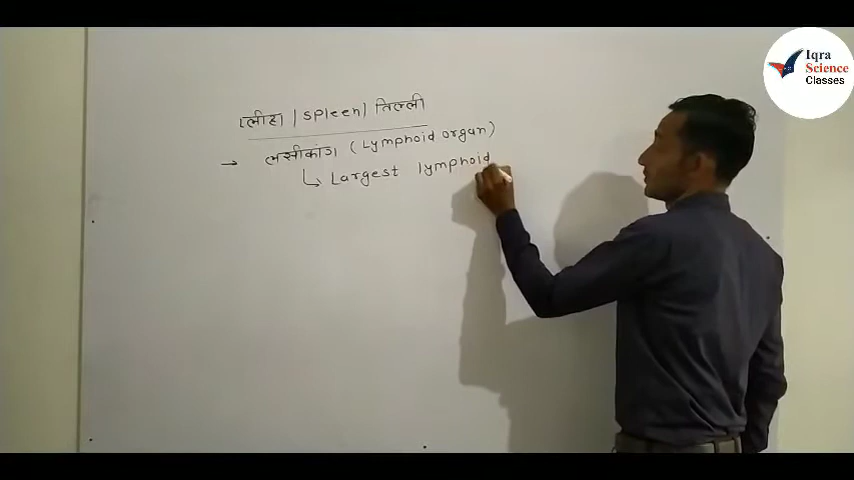 प्लीहा / spleen / तिल्ली
→ लसीकांग (Lymphoid organ)
↳ Largest lymphoid
Iqra
Science
Classes